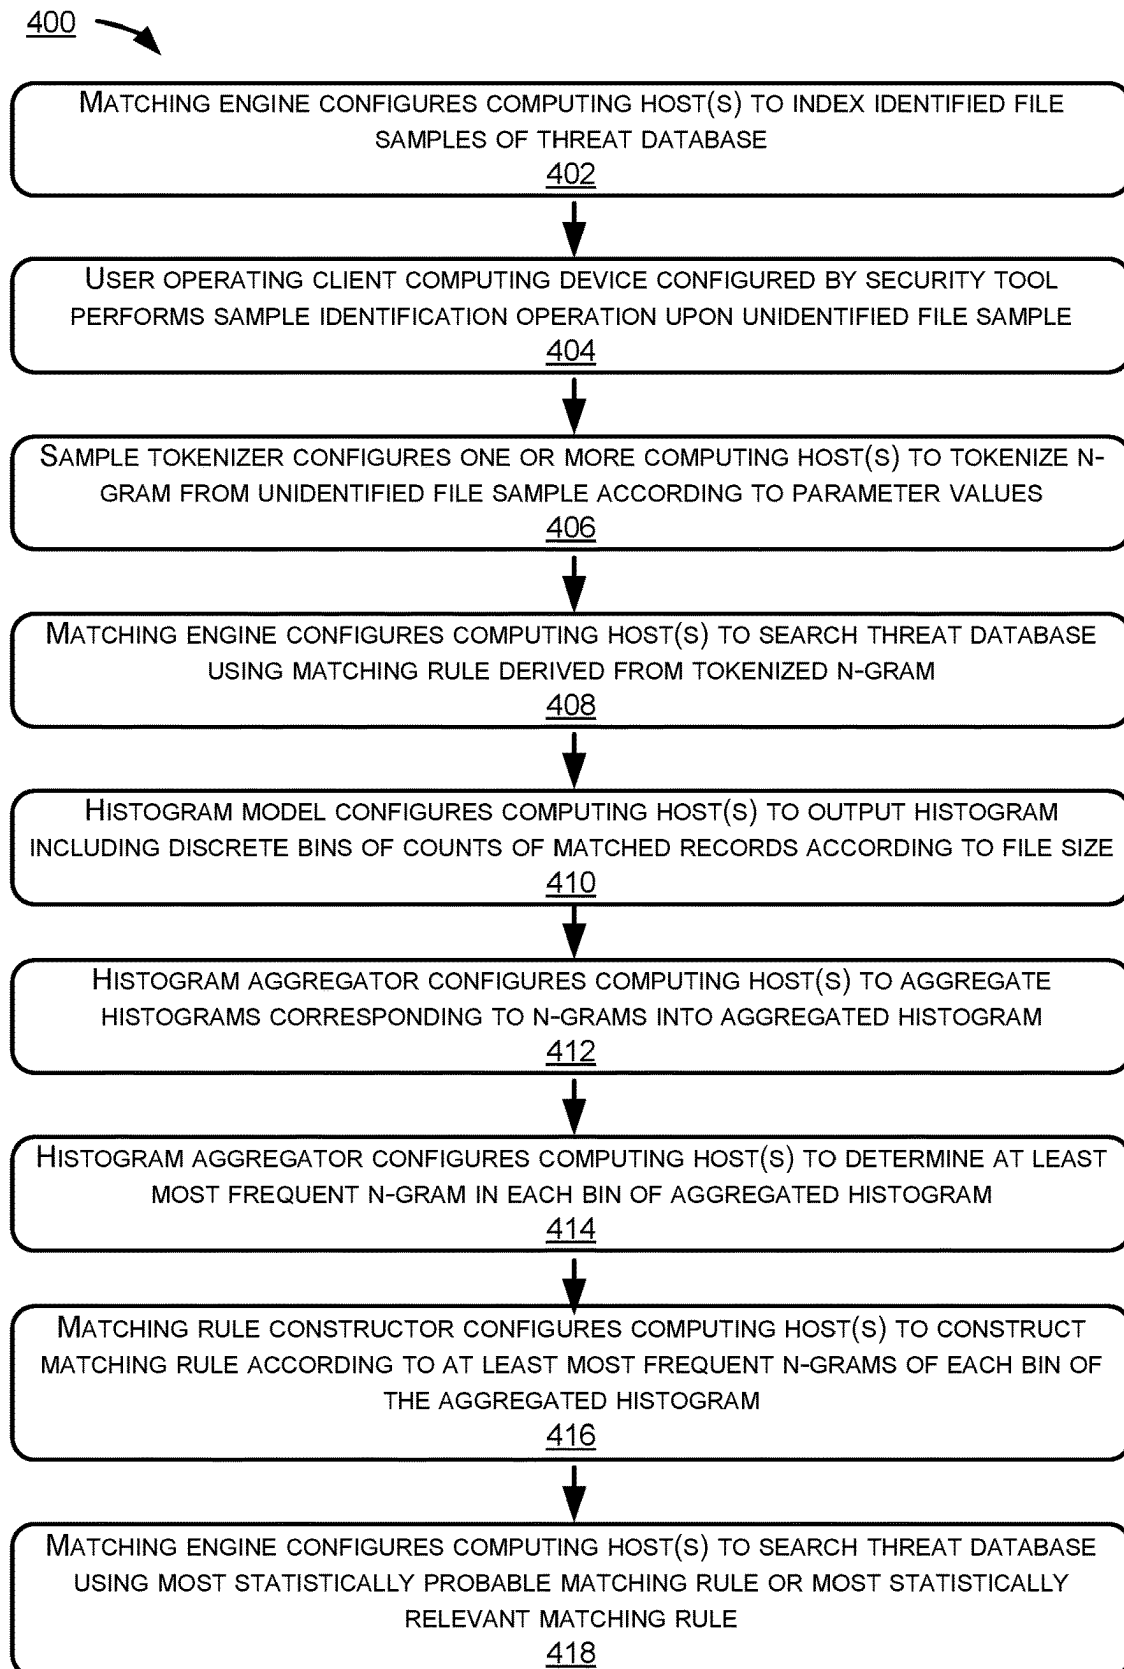 400
MATCHING ENGINE CONFIGURES COMPUTING HOST(S) TO INDEX IDENTIFIED FILE
SAMPLES OF THREAT DATABASE
402
USER OPERATING CLIENT COMPUTING DEVICE CONFIGURED BY SECURITY TOOL
PERFORMS SAMPLE IDENTIFICATION OPERATION UPON UNIDENTIFIED FILE SAMPLE
404
SAMPLE TOKENIZER CONFIGURES ONE OR MORE COMPUTING HOST(S) TO TOKENIZE N-
GRAM FROM UNIDENTIFIED FILE SAMPLE ACCORDING TO PARAMETER VALUES
406
MATCHING ENGINE CONFIGURES COMPUTING HOST(S) TO SEARCH THREAT DATABASE
USING MATCHING RULE DERIVED FROM TOKENIZED N-GRAM
408
HISTOGRAM MODEL CONFIGURES COMPUTING HOST(S) TO OUTPUT HISTOGRAM
INCLUDING DISCRETE BINS OF COUNTS OF MATCHED RECORDS ACCORDING TO FILE SIZE
410
HISTOGRAM AGGREGATOR CONFIGURES COMPUTING HOST(S) TO AGGREGATE
HISTOGRAMS CORRESPONDING TO N-GRAMS INTO AGGREGATED HISTOGRAM
412
HISTOGRAM AGGREGATOR CONFIGURES COMPUTING HOST(S) TO DETERMINE AT LEAST
MOST FREQUENT N-GRAM IN EACH BIN OF AGGREGATED HISTOGRAM
414
MATCHING RULE CONSTRUCTOR CONFIGURES COMPUTING HOST(S) TO CONSTRUCT
MATCHING RULE ACCORDING TO AT LEAST MOST FREQUENT N-GRAMS OF EACH BIN OF
THE AGGREGATED HISTOGRAM
416
MATCHING ENGINE CONFIGURES COMPUTING HOST(S) TO SEARCH THREAT DATABASE
USING MOST STATISTICALLY PROBABLE MATCHING RULE OR MOST STATISTICALLY
RELEVANT MATCHING RULE
418